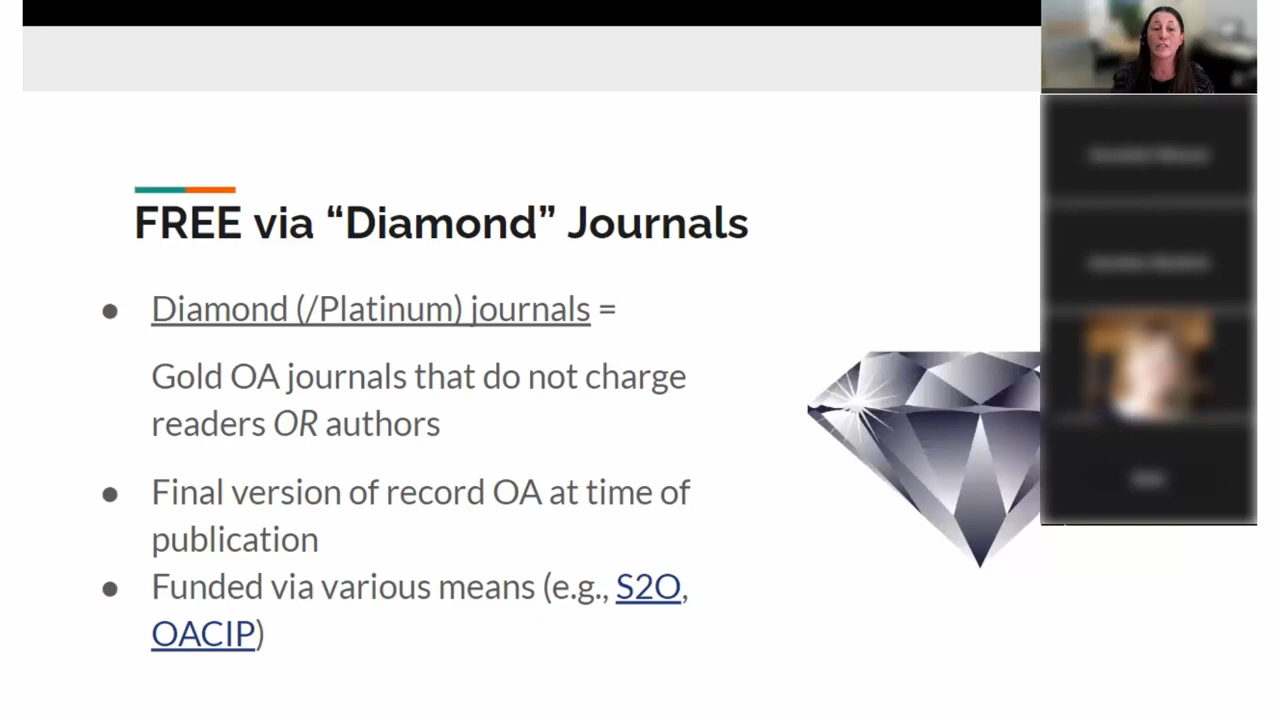 FREE via “Diamond” Journals
● Diamond (/Platinum) journals =
Gold OA journals that do not charge
readers OR authors
● Final version of record OA at time of
publication
● Funded via various means (e.g., S2O,
OACIP)